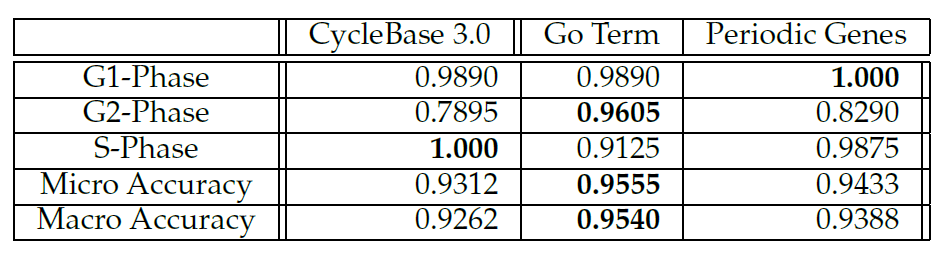 CycleBase 3.0 Go Term Periodic Genes
G1-Phase 0.9890 0.9890 1.000
G2-Phase 0.7895 0.9605 0.8290
S-Phase 1.000 0.9125 0.9875
Micro Accuracy 0.9312 0.9555 0.9433
Macro Accuracy 0.9262 0.9540 0.9388